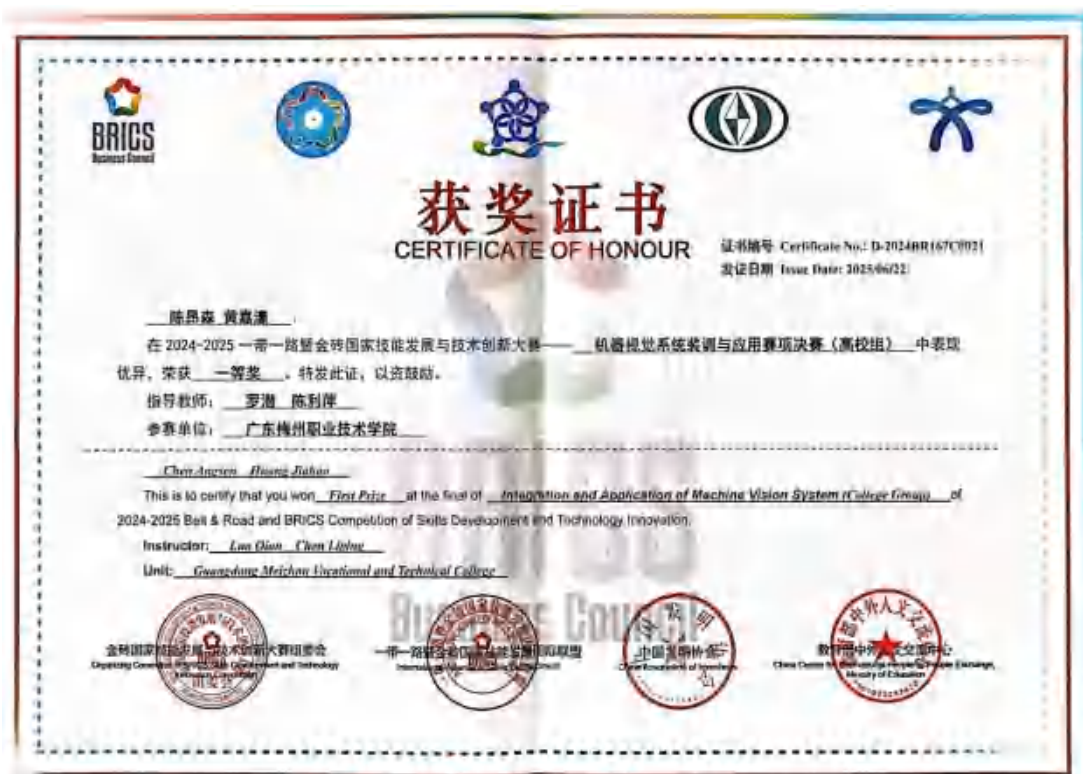 BRICS
Business Council
获奖证书
CERTIFICATE OF HONOUR
证书编号 Certificate No.: D-2024BR167C0021
发证日期 Issue Date: 2025/06/22
陈昂森 黄嘉濠:
在 2024-2025 一带一路暨金砖国家技能发展与技术创新大赛—— 机器视觉系统装调与应用赛项决赛(高校组) 中表现
优异,荣获 一等奖 。特发此证,以资鼓励。
指导教师: 罗潜 陈利萍
参赛单位: 广东梅州职业技术学院
Chen Angsen Huang Jiahao
This is to certify that you won First Prize at the final of Integration and Application of Machine Vision System (College Group) of
2024-2025 Belt & Road and BRICS Competition of Skills Development and Technology Innovation.
Instructor: Luo Qian Chen Liping
Unit: Guangdong Meizhou Vocational and Technical College
Business Council
金砖国家技能发展与技术创新大赛组委会
一带一路暨金砖国家技能发展国际联盟
中国发明协会
教育部中外人文交流中心
China Association of Inventions
China Center for International People-to-People Exchange,
Ministry of Education